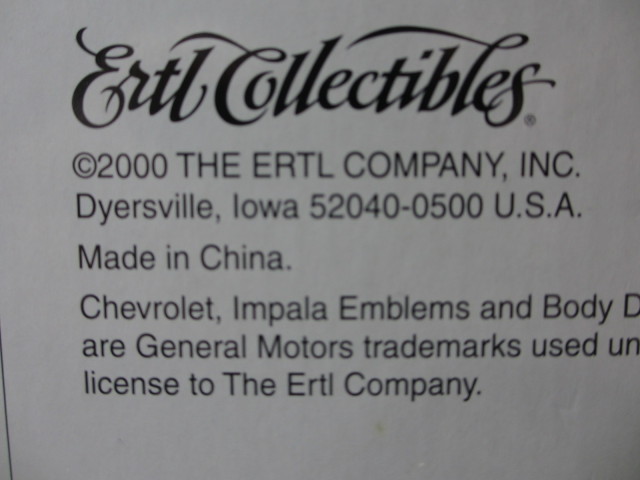 Ertl Collectibles®
©2000 THE ERTL COMPANY, INC.
Dyersville, Iowa 52040-0500 U.S.A.
Made in China.
Chevrolet, Impala Emblems and Body D
are General Motors trademarks used un
license to The Ertl Company.